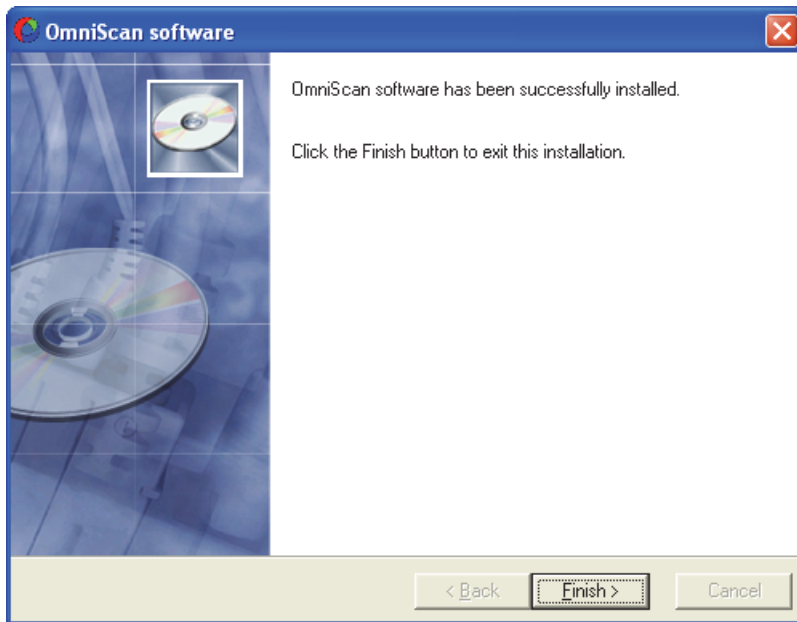 OmniScan software
OmniScan software has been successfully installed.
Click the Finish button to exit this installation.
< Back
Finish >
Cancel